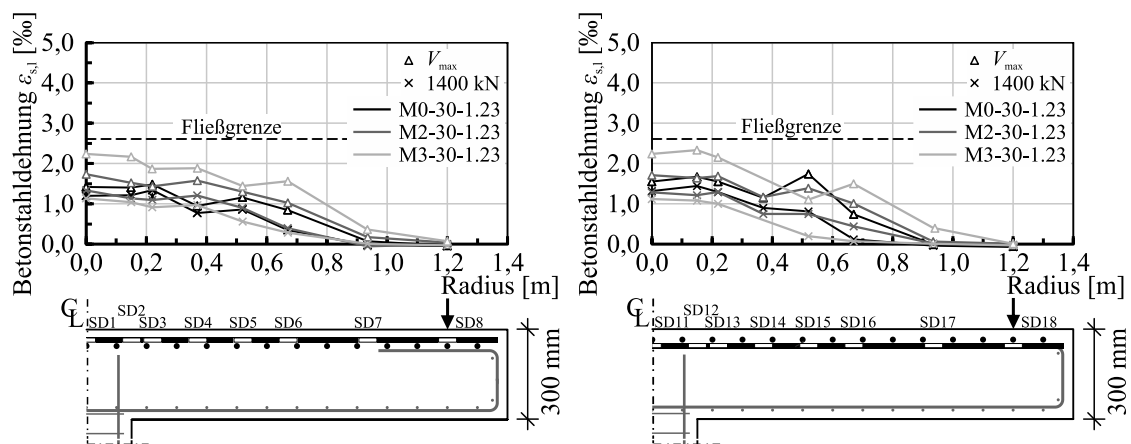 Betonstahldehnung εs,l [‰]
5,0
4,0
3,0
2,0
1,0
0,0
Vmax
1400 kN
M0-30-1.23
M2-30-1.23
M3-30-1.23
Fließgrenze
0,0 0,2 0,4 0,6 0,8 1,0 1,2 1,4
Radius [m]
CL
SD1 SD2 SD3 SD4 SD5 SD6 SD7 SD8
300 mm
Betonstahldehnung εs,l [‰]
5,0
4,0
3,0
2,0
1,0
0,0
Vmax
1400 kN
M0-30-1.23
M2-30-1.23
M3-30-1.23
Fließgrenze
0,0 0,2 0,4 0,6 0,8 1,0 1,2 1,4
Radius [m]
CL
SD11 SD12 SD13 SD14 SD15 SD16 SD17 SD18
300 mm